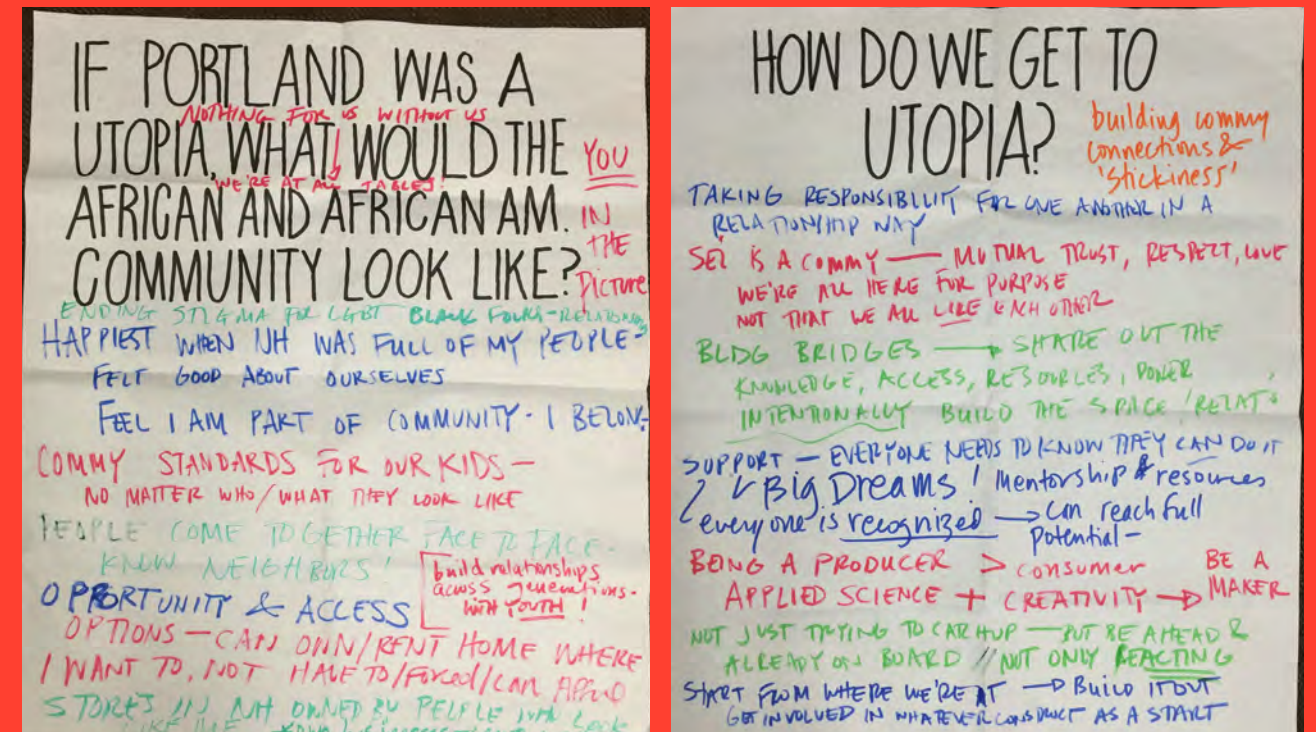 IF PORTLAND WAS A
NOTHING FOR US WITHOUT US
UTOPIA, WHAT WOULD THE
WE'RE AT ALL TABLES!
AFRICAN AND AFRICAN AM.
COMMUNITY LOOK LIKE?
YOU
IN
THE
PICTURE
ENDING STIGMA FOR LGBT BLACK FOLKS -
HAPPIEST WHEN NH WAS FULL OF MY PEOPLE -
FELT GOOD ABOUT OURSELVES
FEEL I AM PART OF COMMUNITY - I BELONG
COMMY STANDARDS FOR OUR KIDS -
NO MATTER WHO/WHAT THEY LOOK LIKE
PEOPLE COME TOGETHER FACE TO FACE -
KNOW NEIGHBORS!
build relationships
across generations -
WITH YOUTH!
OPPORTUNITY & ACCESS
OPTIONS - CAN OWN/RENT HOME WHERE
I WANT TO, NOT HAVE TO/FORCED/CAN AFFORD
STORES IN NH OWNED BY PEOPLE WHO LOOK
LIKE ME
HOW DO WE GET TO
UTOPIA?
building commy
connections &
'stickiness'
TAKING RESPONSIBILITY FOR ONE ANOTHER IN A
RELATIONSHIP WAY
SEI IS A COMMY — MUTUAL TRUST, RESPECT, LOVE
WE'RE ALL HERE FOR PURPOSE
NOT THAT WE ALL LIKE EACH OTHER
BLDG BRIDGES → SHARE OUT THE
KNOWLEDGE, ACCESS, RESOURCES, POWER
INTENTIONALLY BUILD THE SPACE/RELAT
SUPPORT — EVERYONE NEEDS TO KNOW THEY CAN DO IT
Big Dreams! Mentorship & resources
everyone is recognized → can reach full
potential -
BEING A PRODUCER > consumer
APPLIED SCIENCE + CREATIVITY → BE A
MAKER
NOT JUST TRYING TO CATCH UP — BUT BE AHEAD &
ALREADY ON BOARD // NOT ONLY REACTING
START FROM WHERE WE'RE AT → BUILD IT OUT
GET INVOLVED IN WHATEVER CONSTRUCT AS A START